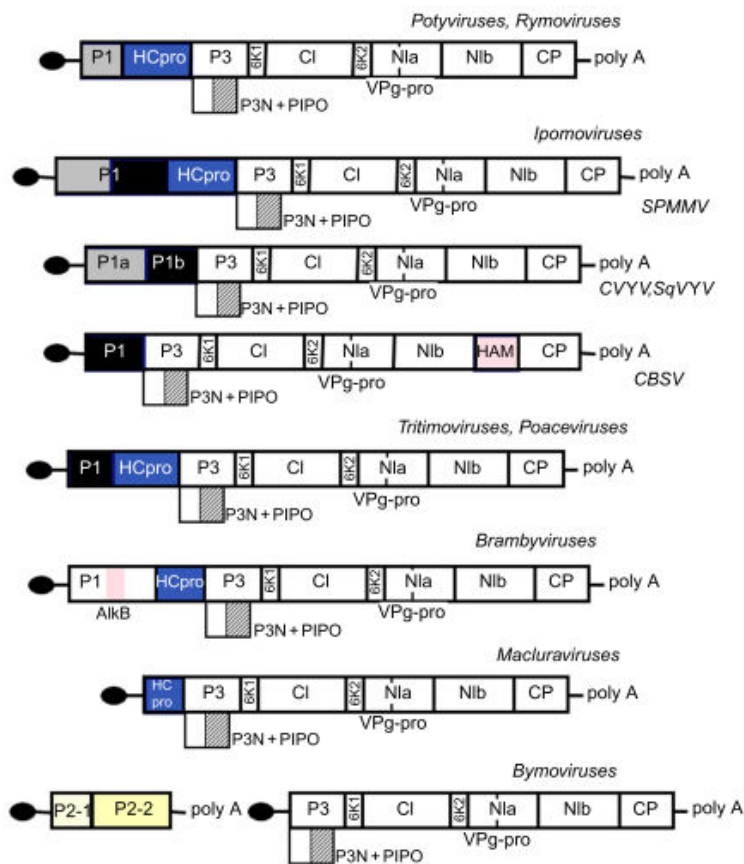 Potyviruses, Rymoviruses
P1 HCpro P3 6K1 CI 6K2 NIa NIb CP poly A
VPg-pro
P3N + PIPO
Ipomoviruses
P1 HCpro P3 6K1 CI 6K2 NIa NIb CP poly A
VPg-pro
P3N + PIPO
SPMMV
P1a P1b P3 6K1 CI 6K2 NIa NIb CP poly A
VPg-pro
CVYV,SqVYV
P3N + PIPO
P1 P3 6K1 CI 6K2 NIa NIb HAM CP poly A
VPg-pro
CBSV
P3N + PIPO
Tritimoviruses, Poaceviruses
P1 HCpro P3 6K1 CI 6K2 NIa NIb CP poly A
VPg-pro
P3N + PIPO
Brambyviruses
P1 HCpro P3 6K1 CI 6K2 NIa NIb CP poly A
AlkB
VPg-pro
P3N + PIPO
Macluraviruses
HC
pro P3 6K1 CI 6K2 NIa NIb CP poly A
VPg-pro
P3N + PIPO
Bymoviruses
P2-1 P2-2 poly A P3 6K1 CI 6K2 NIa NIb CP poly A
VPg-pro
P3N + PIPO